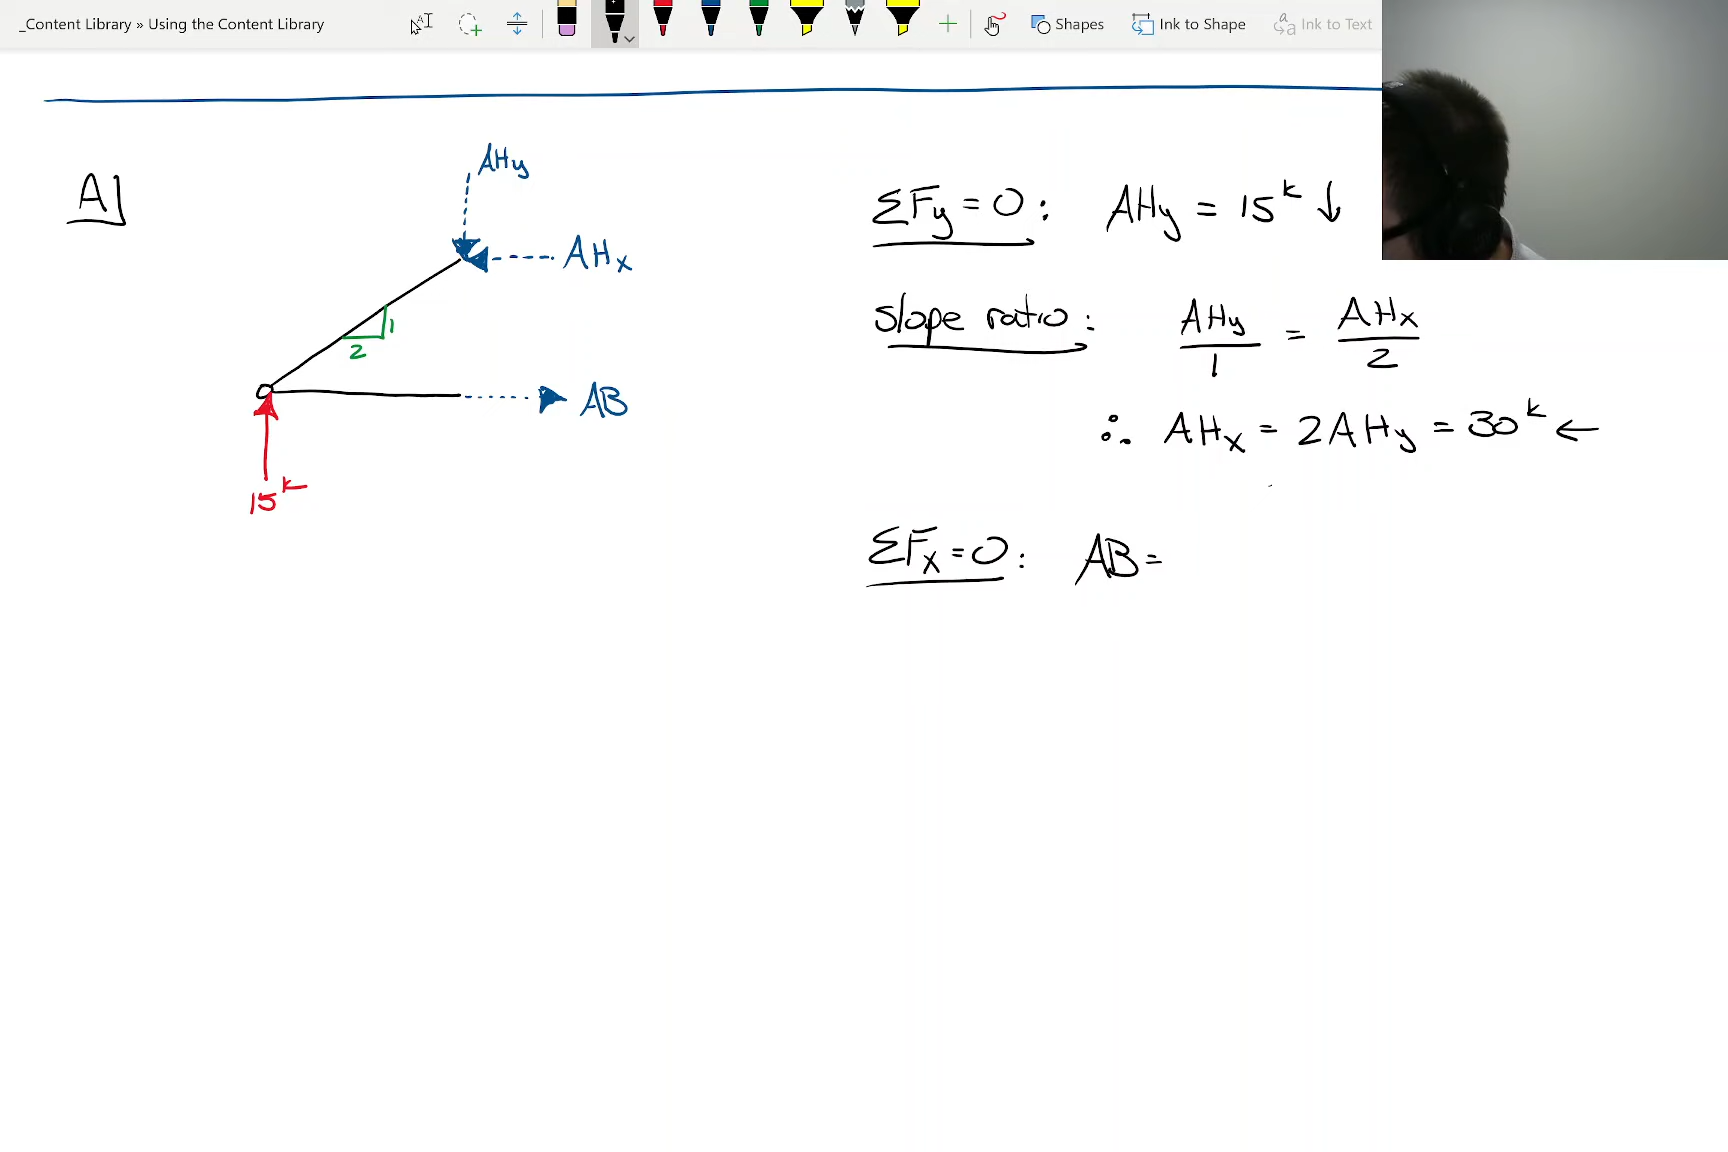 _Content Library » Using the Content Library
Shapes
Ink to Shape
Ink to Text
A]
AHy
AHx
1
2
AB
15k
ΣFy = 0 : AHy = 15k ↓
slope ratio : AHy/1 = AHx/2
∴ AHx = 2AHy = 30k ←
ΣFx = 0 : AB =